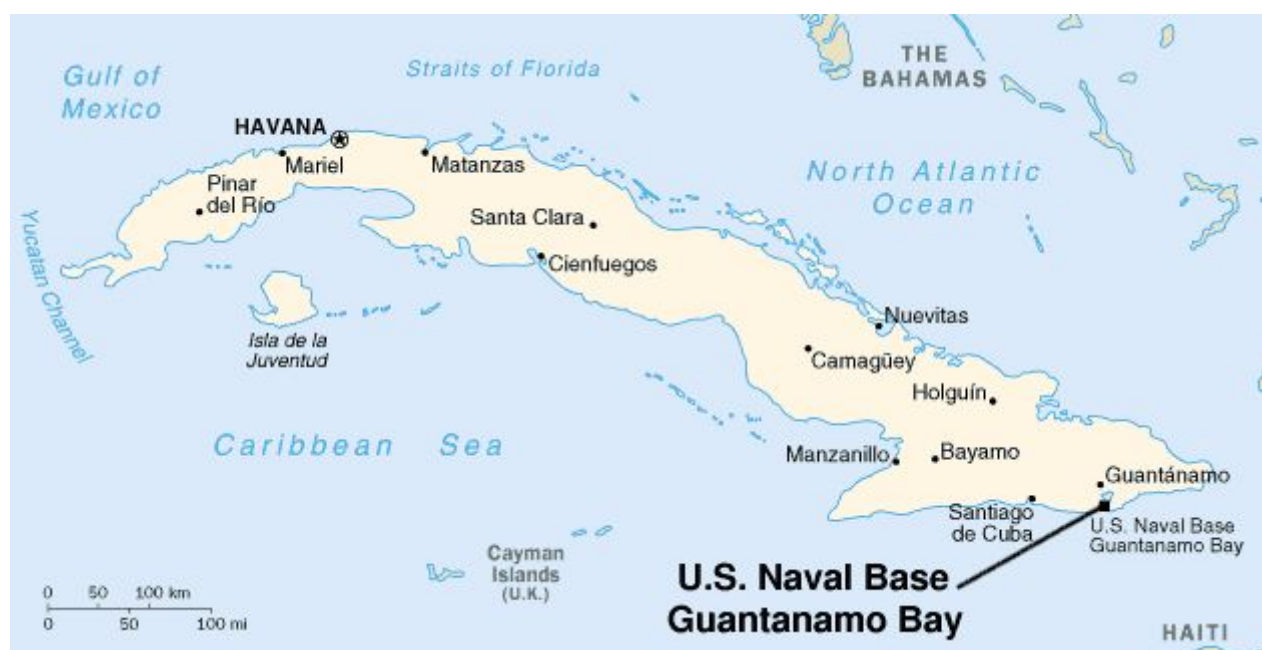 THE
BAHAMAS
Gulf of
Mexico
Straits of Florida
HAVANA
Mariel
Matanzas
North Atlantic
Ocean
Pinar
del Río
Santa Clara
Yucatan Channel
Cienfuegos
Nuevitas
Isla de la
Juventud
Camagüey
Holguín
Caribbean Sea
Manzanillo
Bayamo
Guantánamo
Santiago
de Cuba
U.S. Naval Base
Guantanamo Bay
Cayman
Islands
(U.K.)
U.S. Naval Base
Guantanamo Bay
0 50 100 km
0 50 100 mi
HAITI